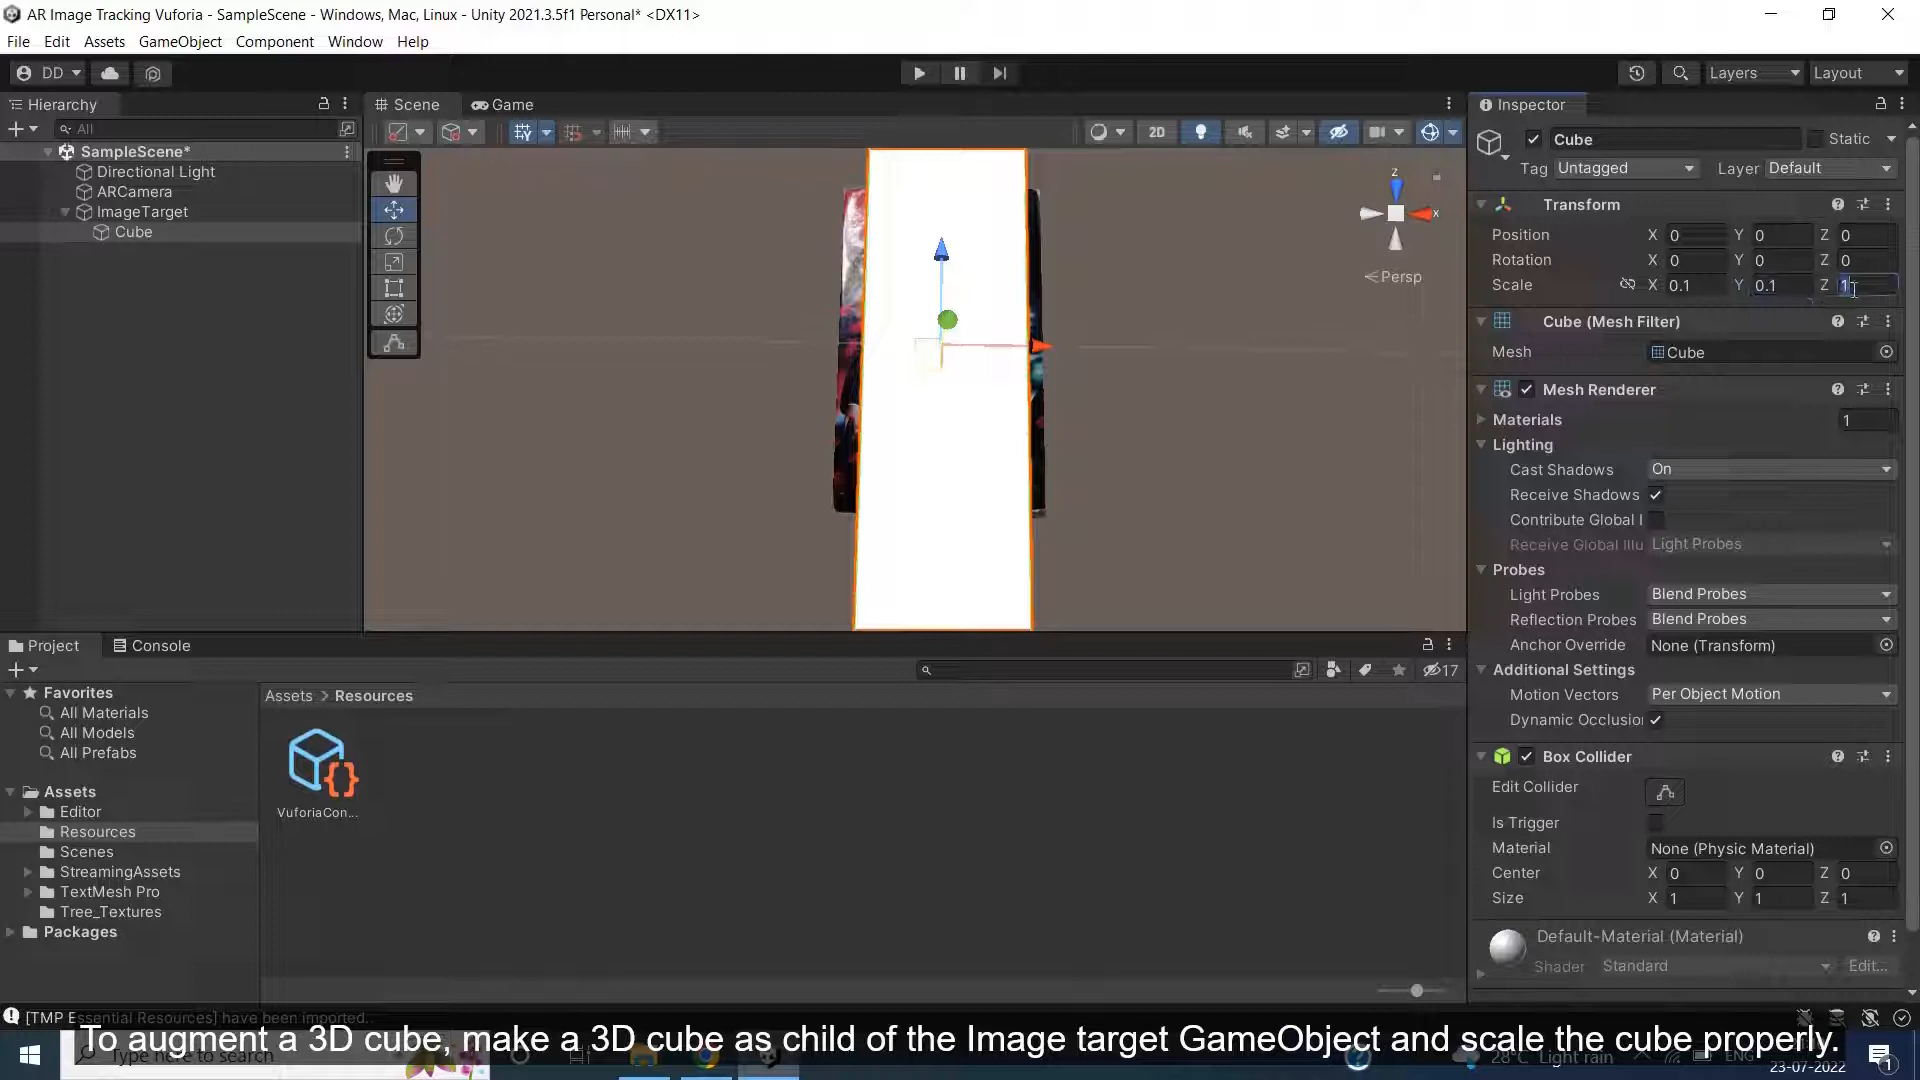 AR Image Tracking Vuforia - SampleScene - Windows, Mac, Linux - Unity 2021.3.5f1 Personal* <DX11>
File Edit Assets GameObject Component Window Help
DD
Layers Layout
Hierarchy
All
SampleScene*
Directional Light
ARCamera
ImageTarget
Cube
Scene Game
2D
Z
X
Persp
Inspector
Cube Static
Tag Untagged Layer Default
Transform
Position X 0 Y 0 Z 0
Rotation X 0 Y 0 Z 0
Scale X 0.1 Y 0.1 Z 1
Cube (Mesh Filter)
Mesh Cube
Mesh Renderer
Materials 1
Lighting
Cast Shadows On
Receive Shadows
Contribute Global I
Receive Global Illu Light Probes
Probes
Light Probes Blend Probes
Reflection Probes Blend Probes
Anchor Override None (Transform)
Additional Settings
Motion Vectors Per Object Motion
Dynamic Occlusion
Box Collider
Edit Collider
Is Trigger
Material None (Physic Material)
Center X 0 Y 0 Z 0
Size X 1 Y 1 Z 1
Default-Material (Material)
Shader Standard Edit...
Project Console
17
Favorites
All Materials
All Models
All Prefabs
Assets
Editor
Resources
Scenes
StreamingAssets
TextMesh Pro
Tree_Textures
Packages
Assets > Resources
VuforiaCon...
[TMP Essential Resources] have been imported.
To augment a 3D cube, make a 3D cube as child of the Image target GameObject and scale the cube properly.
Type here to search
28°C Light rain
ENG
23-07-2022
1